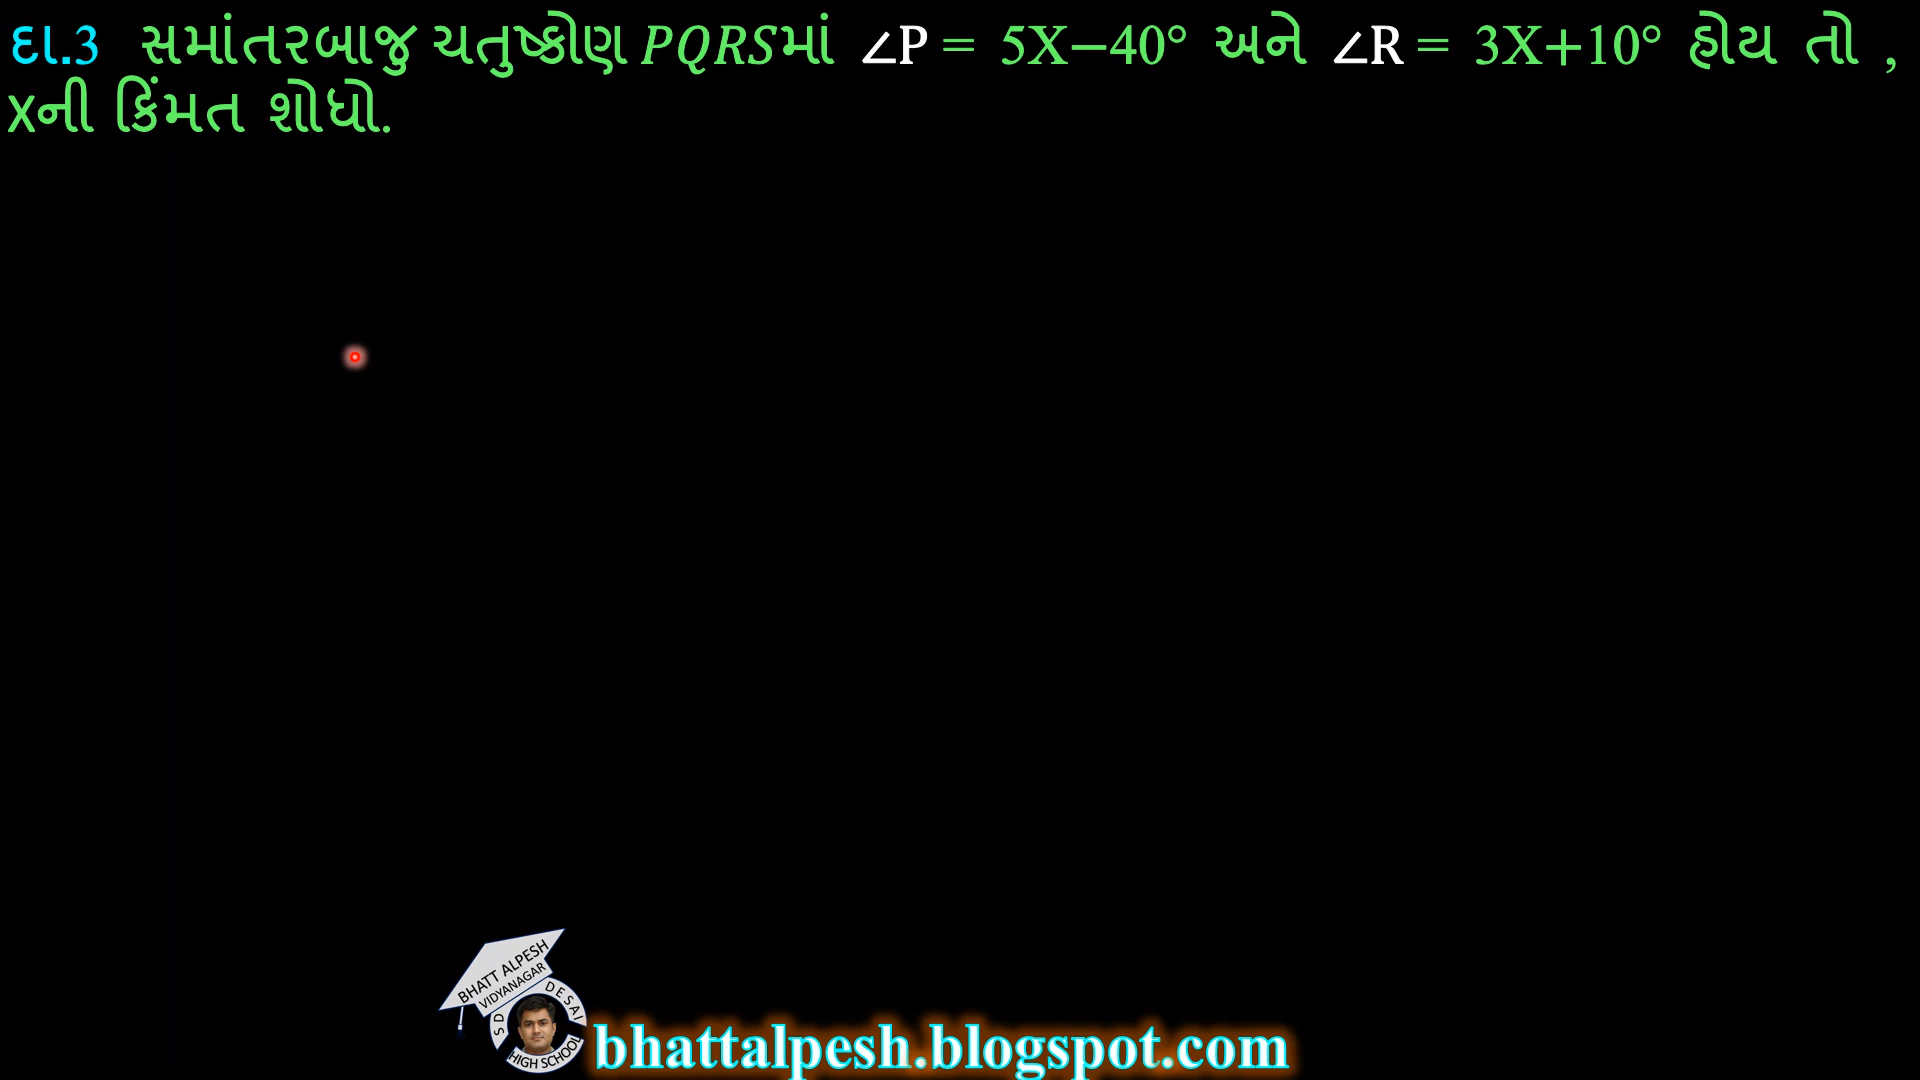 દા.3 સમાંતરબાજુ ચતુષ્કોણ PQRSમાં ∠P = 5X−40° અને ∠R = 3X+10° હોય તો ,
Xની કિંમત શોધો.
BHATT ALPESH
VIDYANAGAR
SD DESAI
HIGH SCHOOL
bhattalpesh.blogspot.com